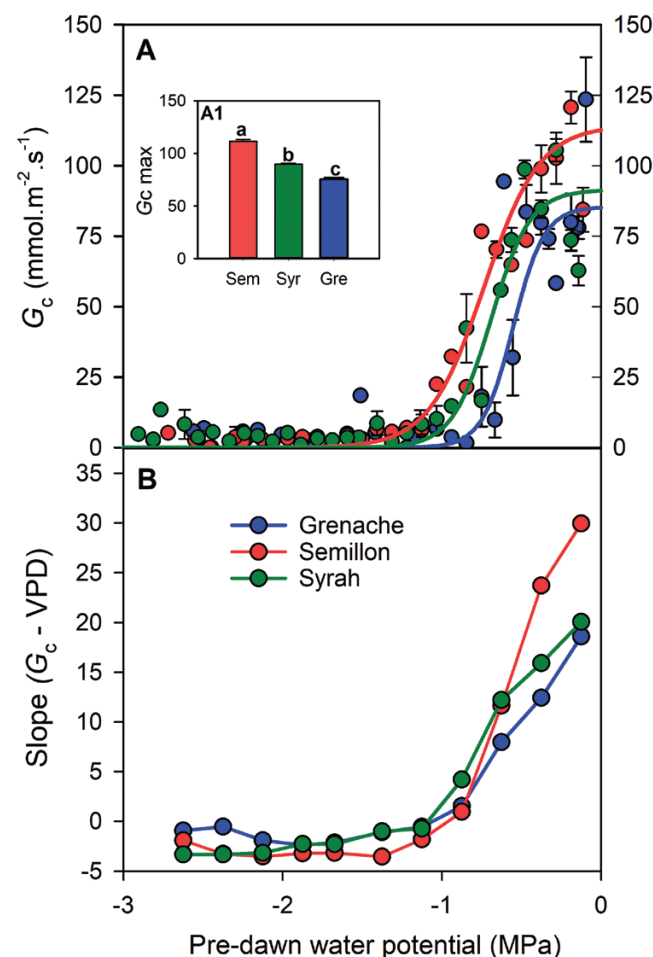 A
150
125
100
75
50
25
0
Gc (mmol.m-2.s-1)
150
125
100
75
50
25
0
A1
150
100
50
0
Gc max
a
b
c
Sem Syr Gre
B
35
30
25
20
15
10
5
0
-5
Slope (Gc - VPD)
Grenache
Semillon
Syrah
-3 -2 -1 0
Pre-dawn water potential (MPa)